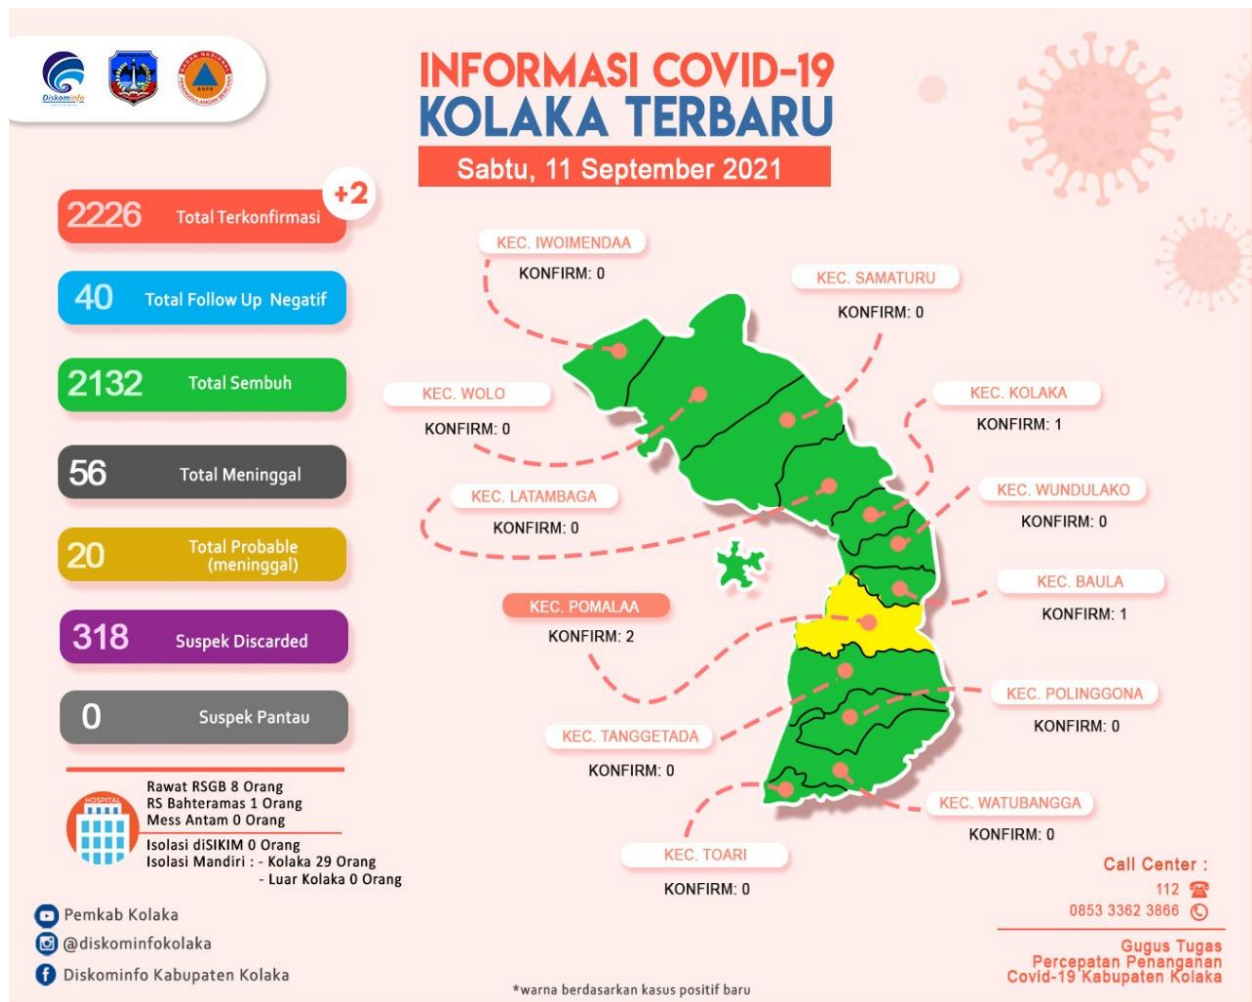 Diskominfo
BADAN NASIONAL
BNPB
PENANGGULANGAN BENCANA
INFORMASI COVID-19
KOLAKA TERBARU
Sabtu, 11 September 2021
2226 Total Terkonfirmasi +2
40 Total Follow Up Negatif
2132 Total Sembuh
56 Total Meninggal
20 Total Probable
(meninggal)
318 Suspek Discarded
0 Suspek Pantau
HOSPITAL
Rawat RSGB 8 Orang
RS Bahteramas 1 Orang
Mess Antam 0 Orang
Isolasi diSIKIM 0 Orang
Isolasi Mandiri : - Kolaka 29 Orang
- Luar Kolaka 0 Orang
Pemkab Kolaka
@diskominfokolaka
Diskominfo Kabupaten Kolaka
KEC. IWOIMENDAA
KONFIRM: 0
KEC. SAMATURU
KONFIRM: 0
KEC. WOLO
KONFIRM: 0
KEC. KOLAKA
KONFIRM: 1
KEC. LATAMBAGA
KONFIRM: 0
KEC. WUNDULAKO
KONFIRM: 0
KEC. BAULA
KONFIRM: 1
KEC. POMALAA
KONFIRM: 2
KEC. POLINGGONA
KONFIRM: 0
KEC. TANGGETADA
KONFIRM: 0
KEC. WATUBANGGA
KONFIRM: 0
KEC. TOARI
KONFIRM: 0
Call Center :
112
0853 3362 3866
Gugus Tugas
Percepatan Penanganan
Covid-19 Kabupaten Kolaka
*warna berdasarkan kasus positif baru